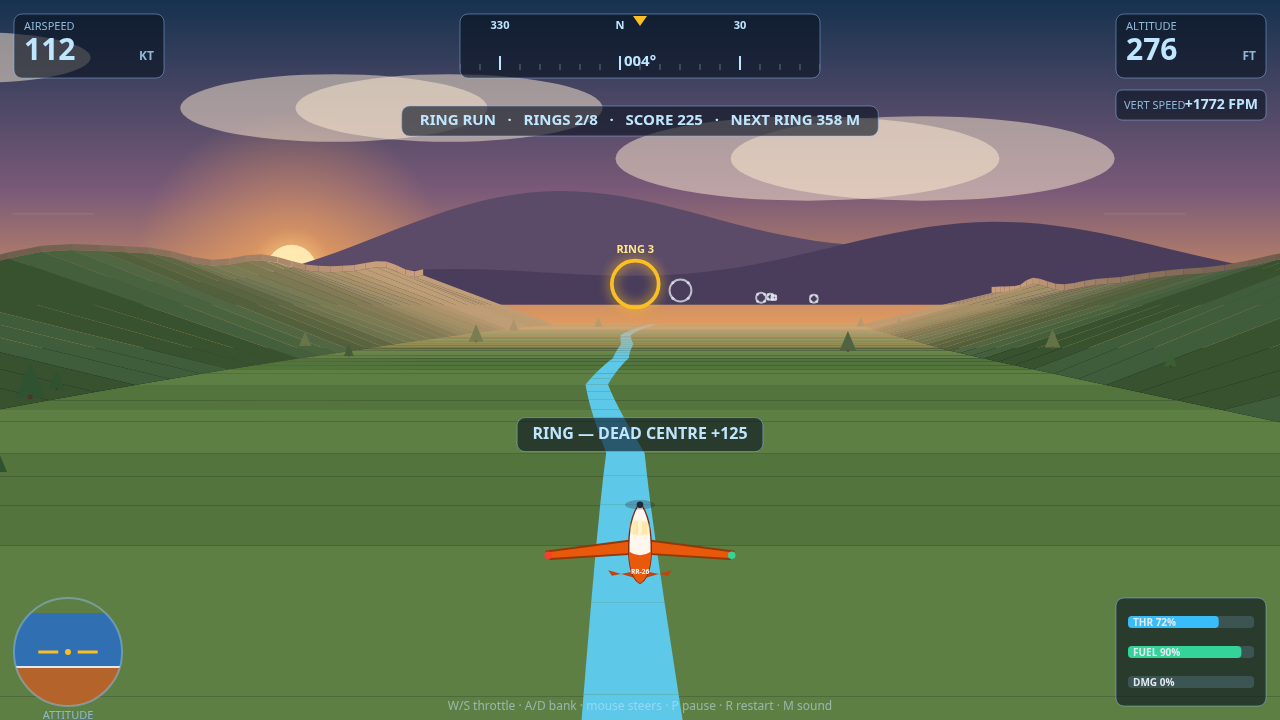 AIRSPEED
112 KT
330 N 30
004°
ALTITUDE
276 FT
VERT SPEED +1772 FPM
RING RUN · RINGS 2/8 · SCORE 225 · NEXT RING 358 M
RING 3
RING — DEAD CENTRE +125
RR-26
THR 72%
FUEL 90%
DMG 0%
W/S throttle · A/D bank · mouse steers · P pause · R restart · M sound
ATTITUDE